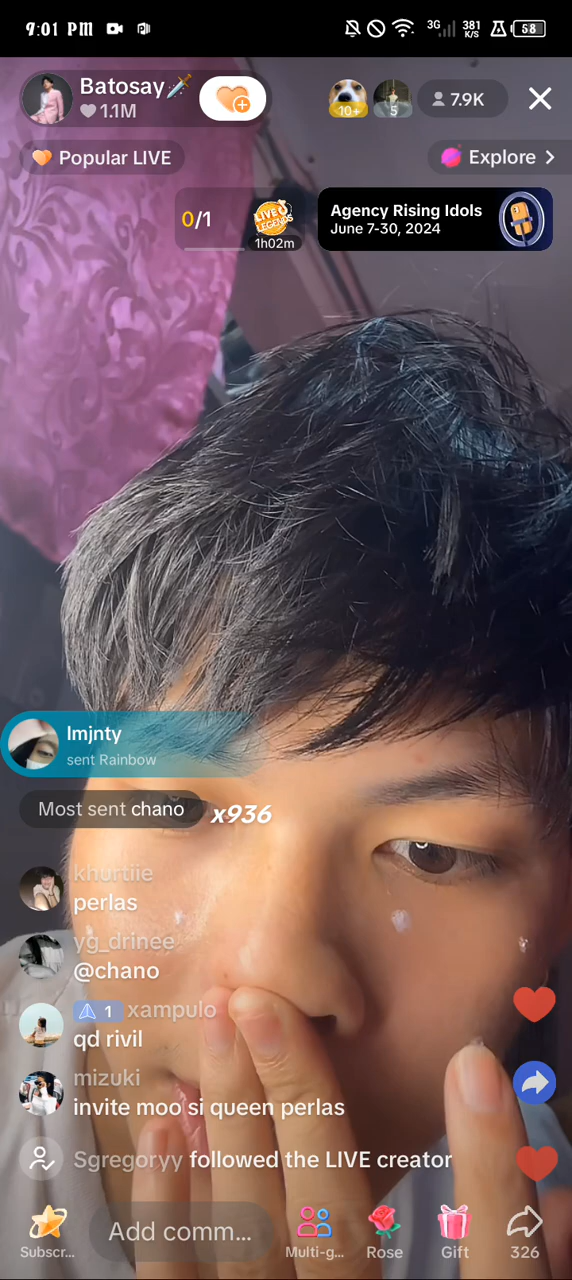 9:01 PM
3G
381
K/S
58
Batosay
1.1M
10+
5
7.9K
Popular LIVE
Explore
0/1
LIVE
LEGENDS
1h02m
Agency Rising Idols
June 7-30, 2024
lmjnty
sent Rainbow
Most sent chano x936
khurtiie
perlas
yg_drinee
@chano
1 xampulo
qd rivil
mizuki
invite moo si queen perlas
Sgregoryy followed the LIVE creator
Subscr...
Add comm...
Multi-g...
Rose
Gift
326